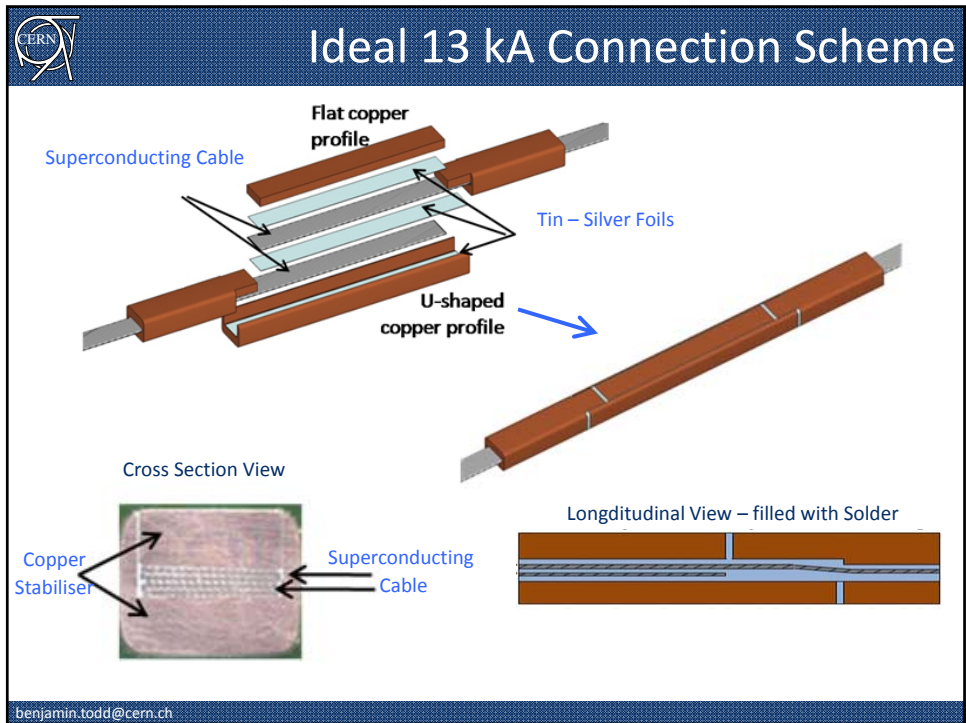 CERN
Ideal 13 kA Connection Scheme
Flat copper
profile
Superconducting Cable
Tin – Silver Foils
U-shaped
copper profile
Cross Section View
Longditudinal View – filled with Solder
Copper
Stabiliser
Superconducting
Cable
benjamin.todd@cern.ch